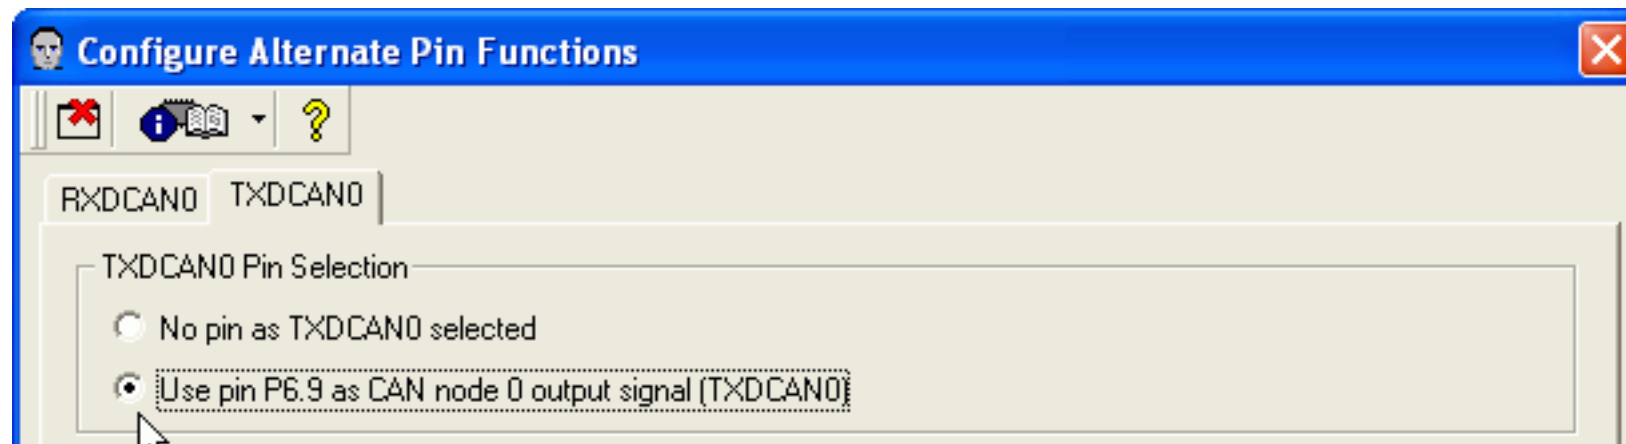 Configure Alternate Pin Functions
RXDCAN0 TXDCAN0
TXDCAN0 Pin Selection
No pin as TXDCAN0 selected
Use pin P6.9 as CAN node 0 output signal (TXDCAN0)